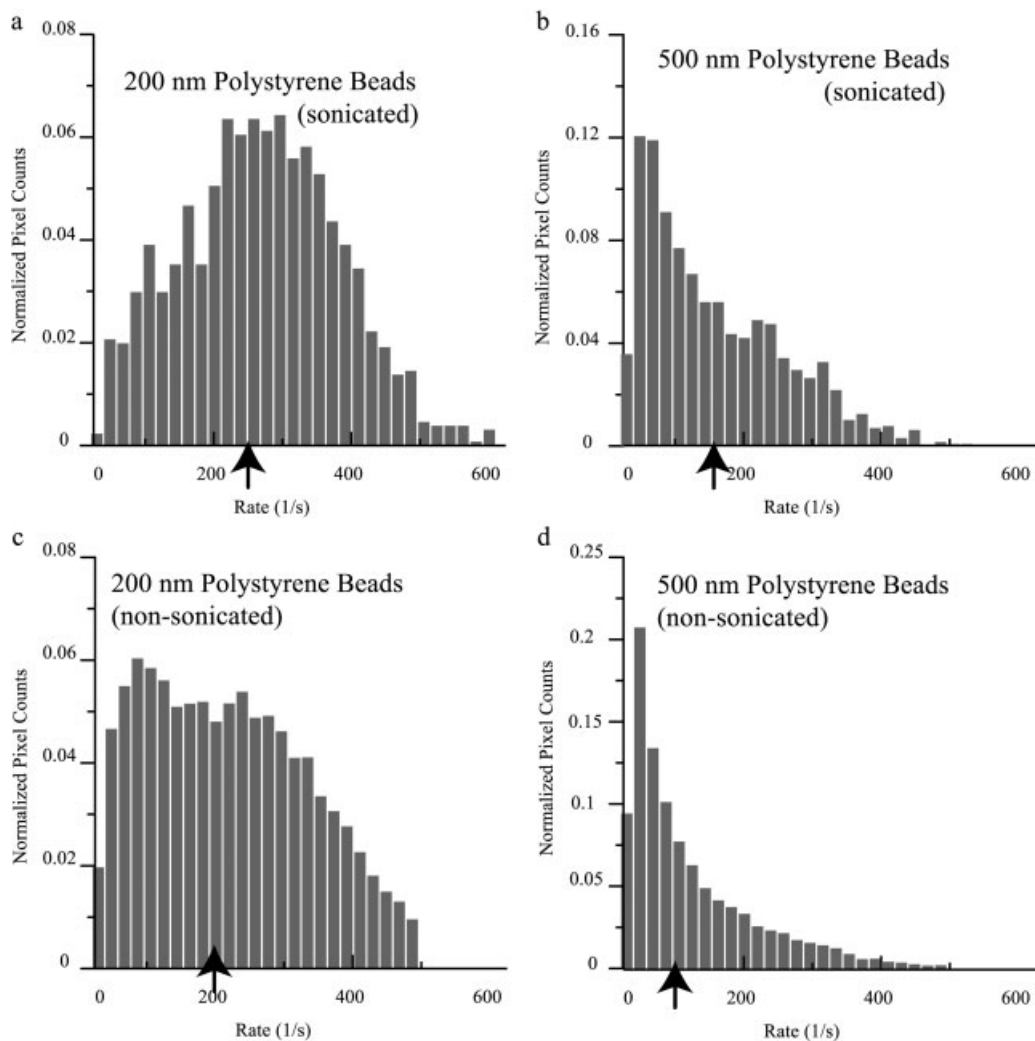 a
0.08
200 nm Polystyrene Beads
(sonicated)
0.06
0.04
0.02
0
Normalized Pixel Counts
0 200 400 600
Rate (1/s)
b
0.16
500 nm Polystyrene Beads
(sonicated)
0.12
0.08
0.04
0
Normalized Pixel Counts
0 200 400 600
Rate (1/s)
c
0.08
200 nm Polystyrene Beads
(non-sonicated)
0.06
0.04
0.02
0
Normalized Pixel Counts
0 200 400 600
Rate (1/s)
d
0.25
500 nm Polystyrene Beads
(non-sonicated)
0.2
0.15
0.1
0.05
0
Normalized Pixel Counts
0 200 400 600
Rate (1/s)